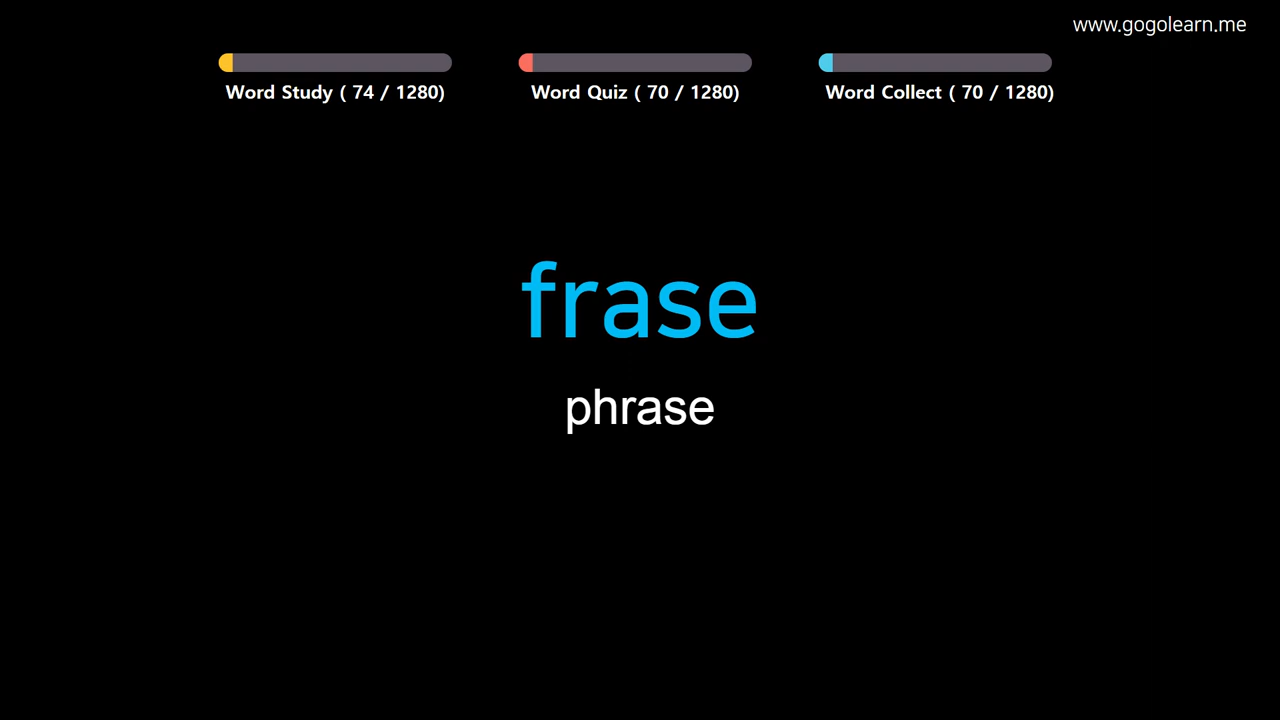 www.gogolearn.me
Word Study ( 74 / 1280)
Word Quiz ( 70 / 1280)
Word Collect ( 70 / 1280)
frase
phrase